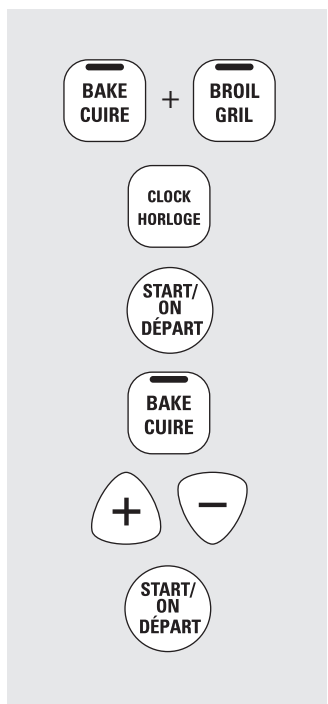 BAKE
CUIRE
+
BROIL
GRIL
CLOCK
HORLOGE
START/
ON
DÉPART
BAKE
CUIRE
+ −
START/
ON
DÉPART